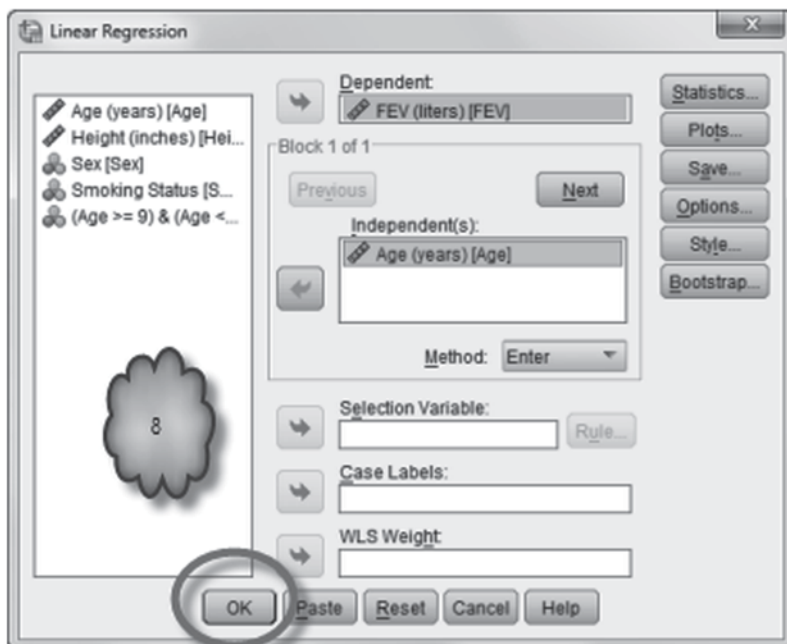 Linear Regression
Age (years) [Age]
Height (inches) [Hei...
Sex [Sex]
Smoking Status [S...
(Age >= 9) & (Age <...
8
Dependent:
FEV (liters) [FEV]
Block 1 of 1
Previous
Next
Independent(s):
Age (years) [Age]
Method: Enter
Selection Variable:
Rule...
Case Labels:
WLS Weight:
Statistics...
Plots...
Save...
Options...
Style...
Bootstrap...
OK Paste Reset Cancel Help